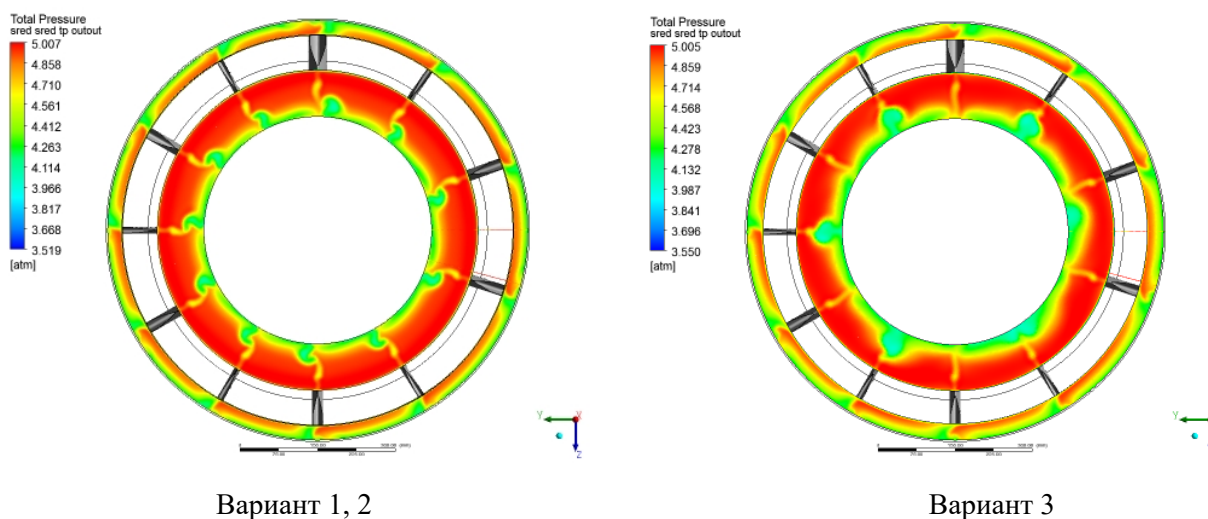 Total Pressure
sred sred tp outout
5.007
4.858
4.710
4.561
4.412
4.263
4.114
3.966
3.817
3.668
3.519
[atm]
Y
X
Z
Total Pressure
sred sred tp outout
5.005
4.859
4.714
4.568
4.423
4.278
4.132
3.987
3.841
3.696
3.550
[atm]
Y
Вариант 1, 2
Вариант 3